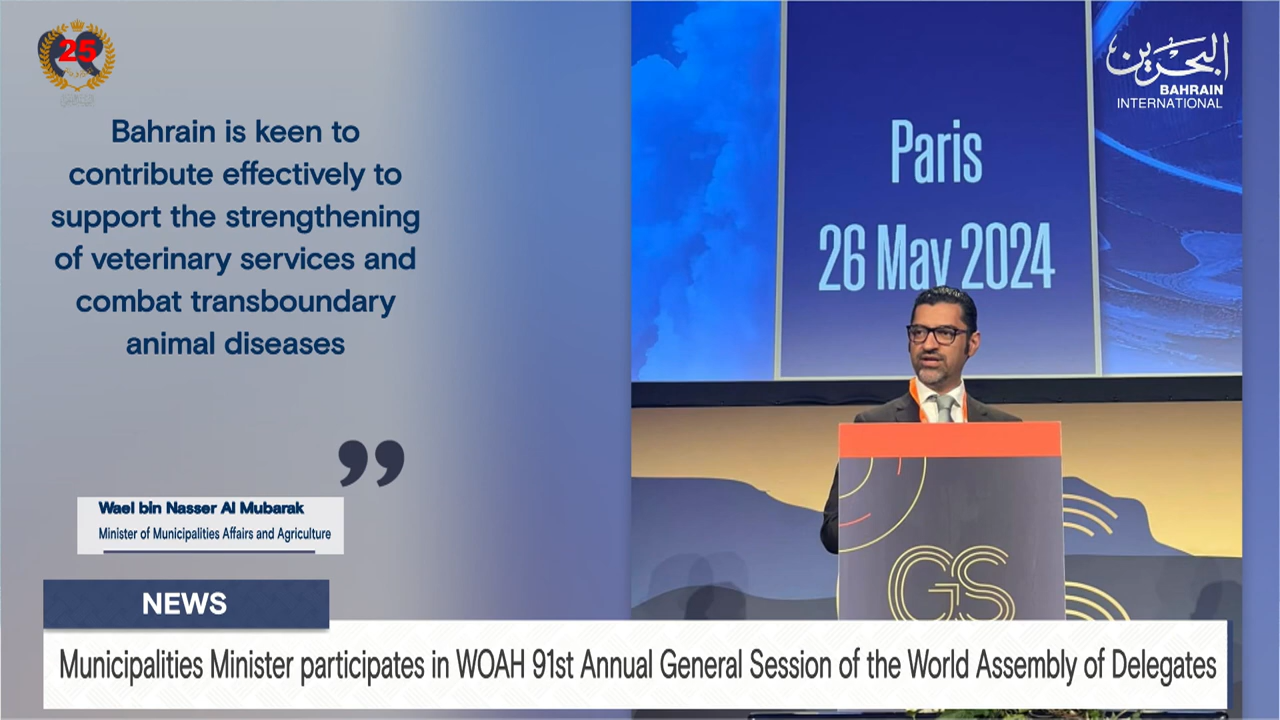 25
Bahrain is keen to
contribute effectively to
support the strengthening
of veterinary services and
combat transboundary
animal diseases
”
Wael bin Nasser Al Mubarak
Minister of Municipalities Affairs and Agriculture
البحرين
BAHRAIN
INTERNATIONAL
Paris
26 May 2024
GS
NEWS
Municipalities Minister participates in WOAH 91st Annual General Session of the World Assembly of Delegates